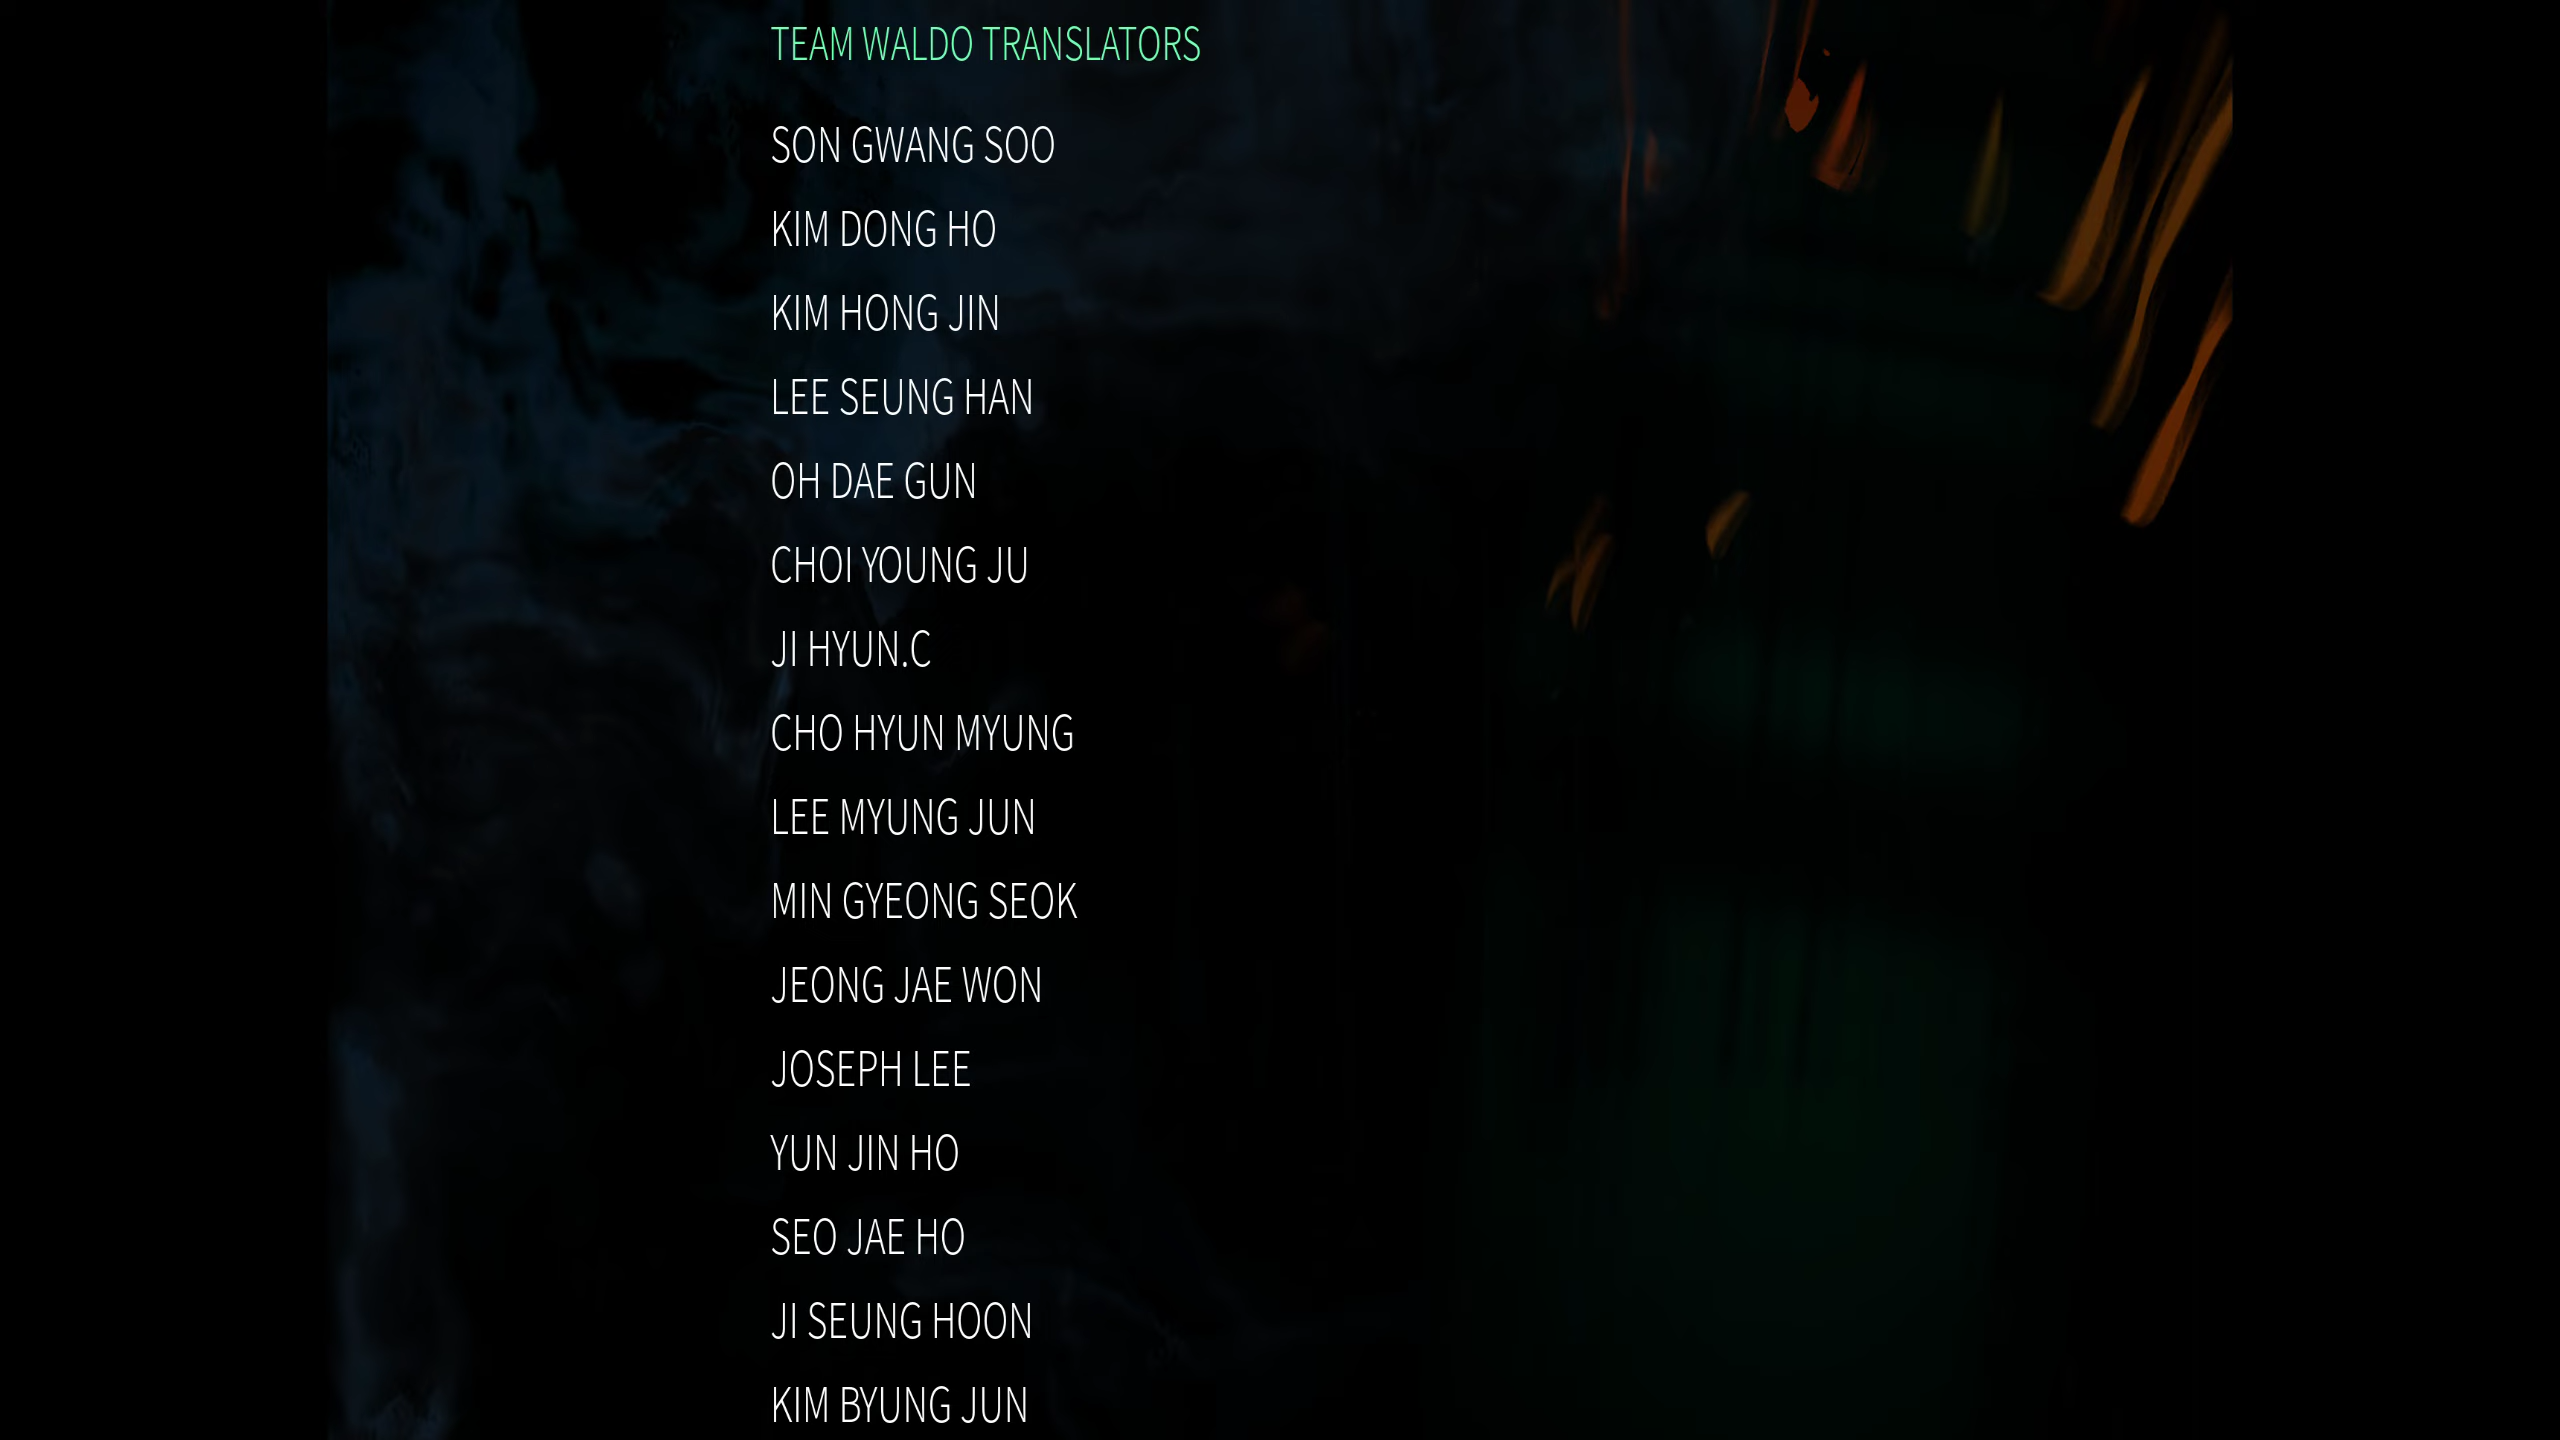 TEAM WALDO TRANSLATORS
SON GWANG SOO
KIM DONG HO
KIM HONG JIN
LEE SEUNG HAN
OH DAE GUN
CHOI YOUNG JU
JI HYUN.C
CHO HYUN MYUNG
LEE MYUNG JUN
MIN GYEONG SEOK
JEONG JAE WON
JOSEPH LEE
YUN JIN HO
SEO JAE HO
JI SEUNG HOON
KIM BYUNG JUN